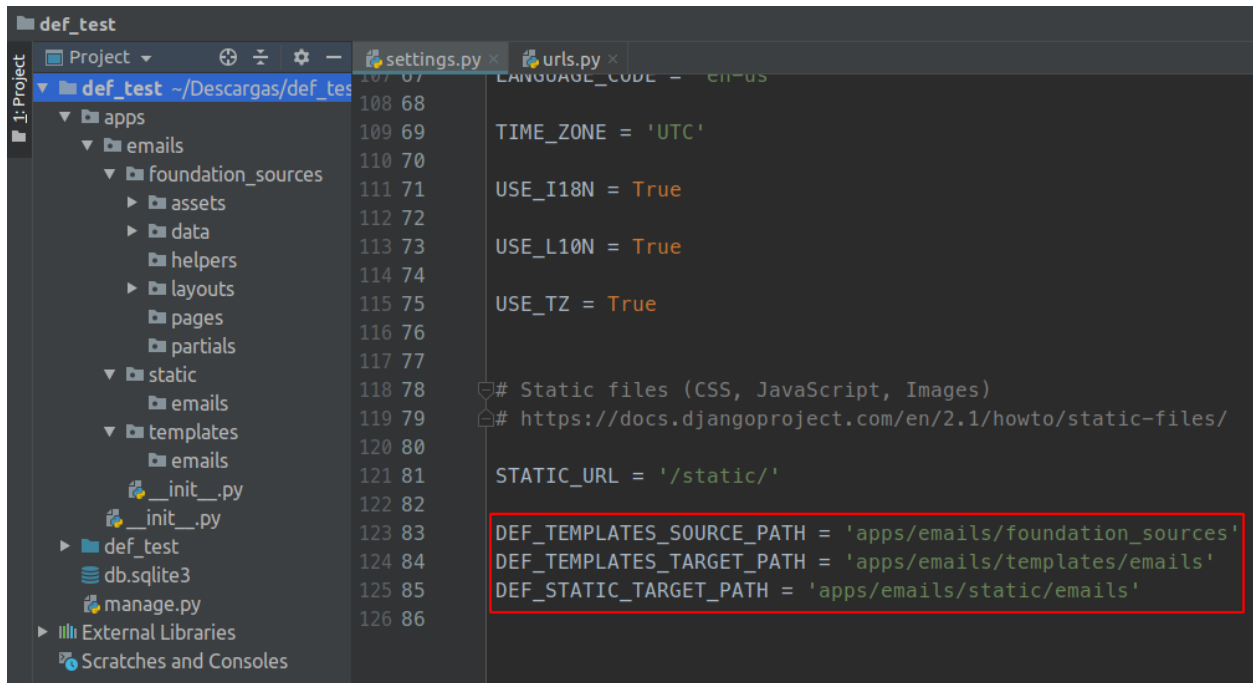 def_test
1: Project
Project
def_test ~/Descargas/def_tes
apps
emails
foundation_sources
assets
data
helpers
layouts
pages
partials
static
emails
templates
emails
__init__.py
__init__.py
def_test
db.sqlite3
manage.py
External Libraries
Scratches and Consoles
settings.py
urls.py
107 67 LANGUAGE_CODE = 'en-us'
108 68
109 69 TIME_ZONE = 'UTC'
110 70
111 71 USE_I18N = True
112 72
113 73 USE_L10N = True
114 74
115 75 USE_TZ = True
116 76
117 77
118 78 # Static files (CSS, JavaScript, Images)
119 79 # https://docs.djangoproject.com/en/2.1/howto/static-files/
120 80
121 81 STATIC_URL = '/static/'
122 82
123 83 DEF_TEMPLATES_SOURCE_PATH = 'apps/emails/foundation_sources'
124 84 DEF_TEMPLATES_TARGET_PATH = 'apps/emails/templates/emails'
125 85 DEF_STATIC_TARGET_PATH = 'apps/emails/static/emails'
126 86